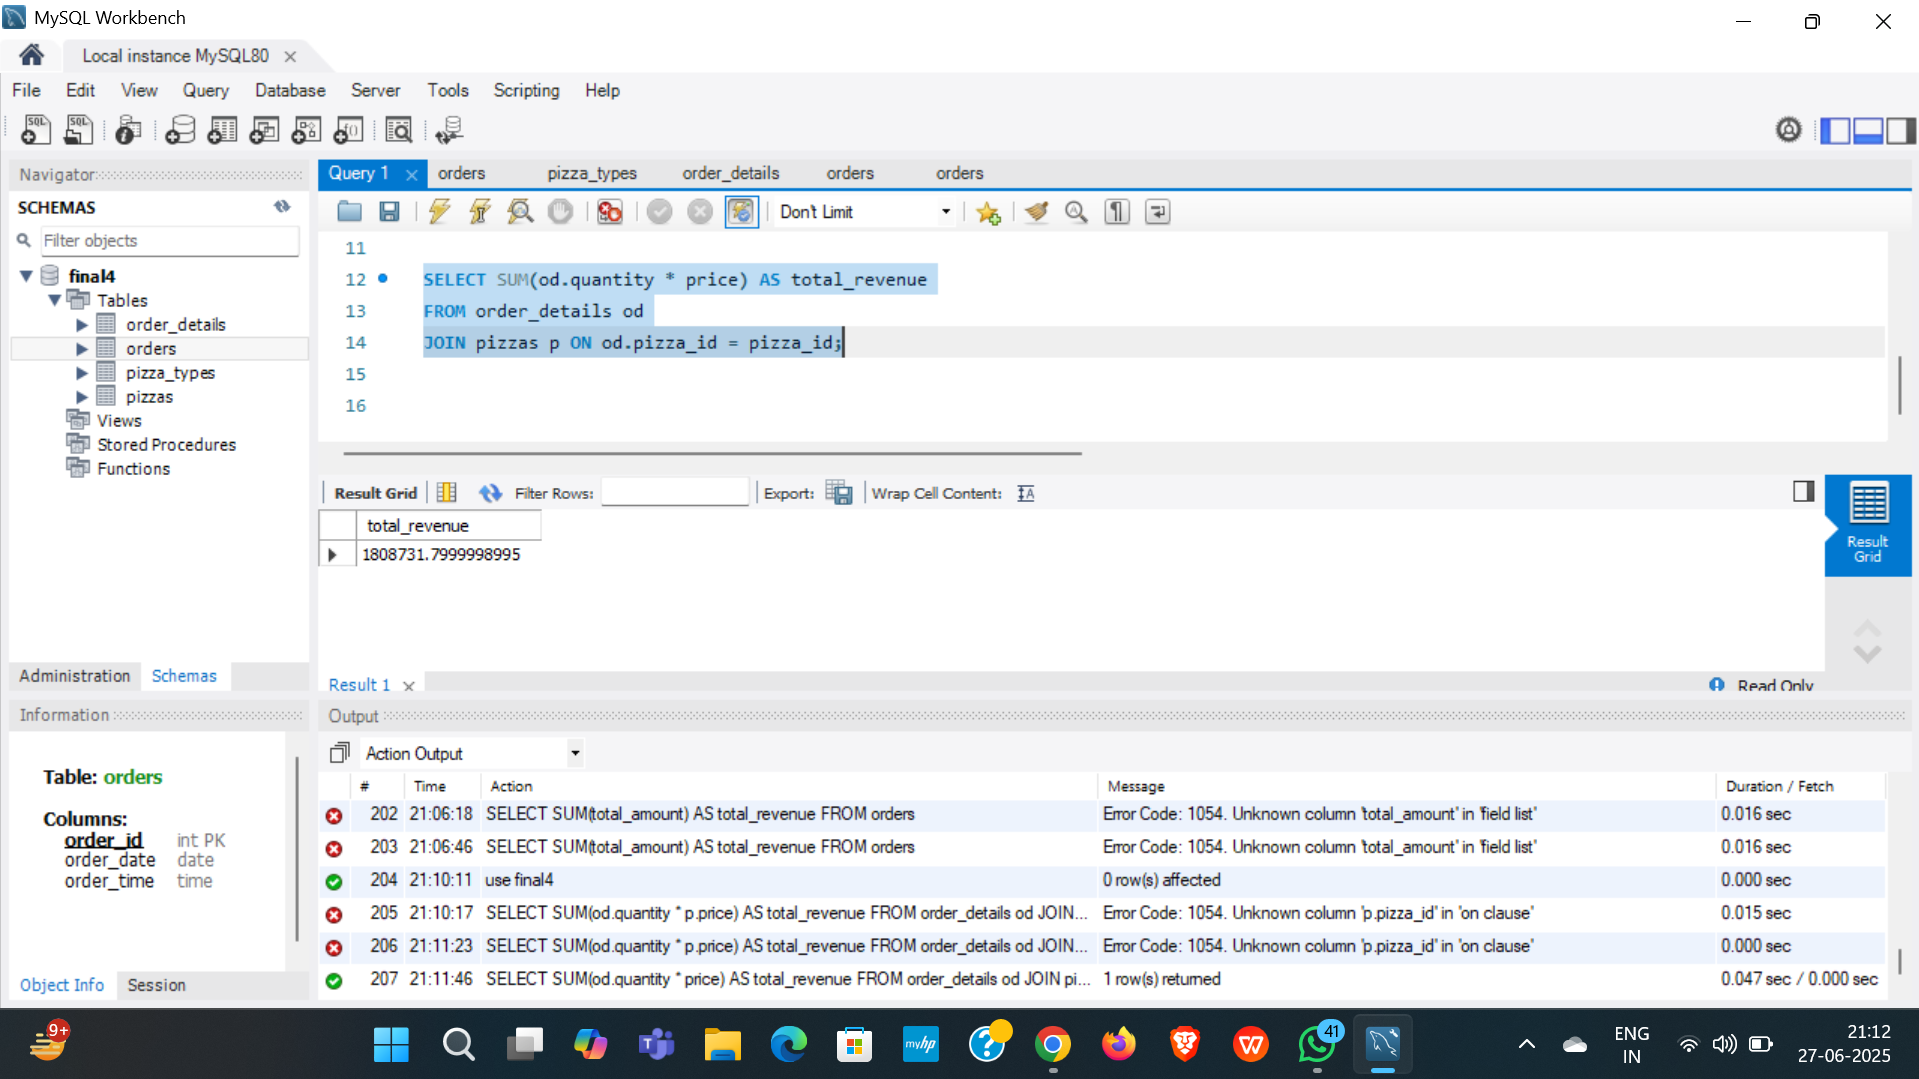 MySQL Workbench
Local instance MySQL80
File Edit View Query Database Server Tools Scripting Help
Navigator
SCHEMAS
Filter objects
final4
Tables
order_details
orders
pizza_types
pizzas
Views
Stored Procedures
Functions
Administration Schemas
Information
Table: orders
Columns:
order_id int PK
order_date date
order_time time
Object Info Session
Query 1 orders pizza_types order_details orders orders
Don't Limit
11
12 SELECT SUM(od.quantity * price) AS total_revenue
13 FROM order_details od
14 JOIN pizzas p ON od.pizza_id = pizza_id;
15
16
Result Grid Filter Rows: Export: Wrap Cell Content:
total_revenue
1808731.7999998995
Result Grid
Result 1 Read Only
Output
Action Output
# Time Action Message Duration / Fetch
202 21:06:18 SELECT SUM(total_amount) AS total_revenue FROM orders Error Code: 1054. Unknown column 'total_amount' in 'field list' 0.016 sec
203 21:06:46 SELECT SUM(total_amount) AS total_revenue FROM orders Error Code: 1054. Unknown column 'total_amount' in 'field list' 0.016 sec
204 21:10:11 use final4 0 row(s) affected 0.000 sec
205 21:10:17 SELECT SUM(od.quantity * p.price) AS total_revenue FROM order_details od JOIN... Error Code: 1054. Unknown column 'p.pizza_id' in 'on clause' 0.015 sec
206 21:11:23 SELECT SUM(od.quantity * p.price) AS total_revenue FROM order_details od JOIN... Error Code: 1054. Unknown column 'p.pizza_id' in 'on clause' 0.000 sec
207 21:11:46 SELECT SUM(od.quantity * price) AS total_revenue FROM order_details od JOIN pi... 1 row(s) returned 0.047 sec / 0.000 sec
9+
myhp
41
ENG
IN
21:12
27-06-2025